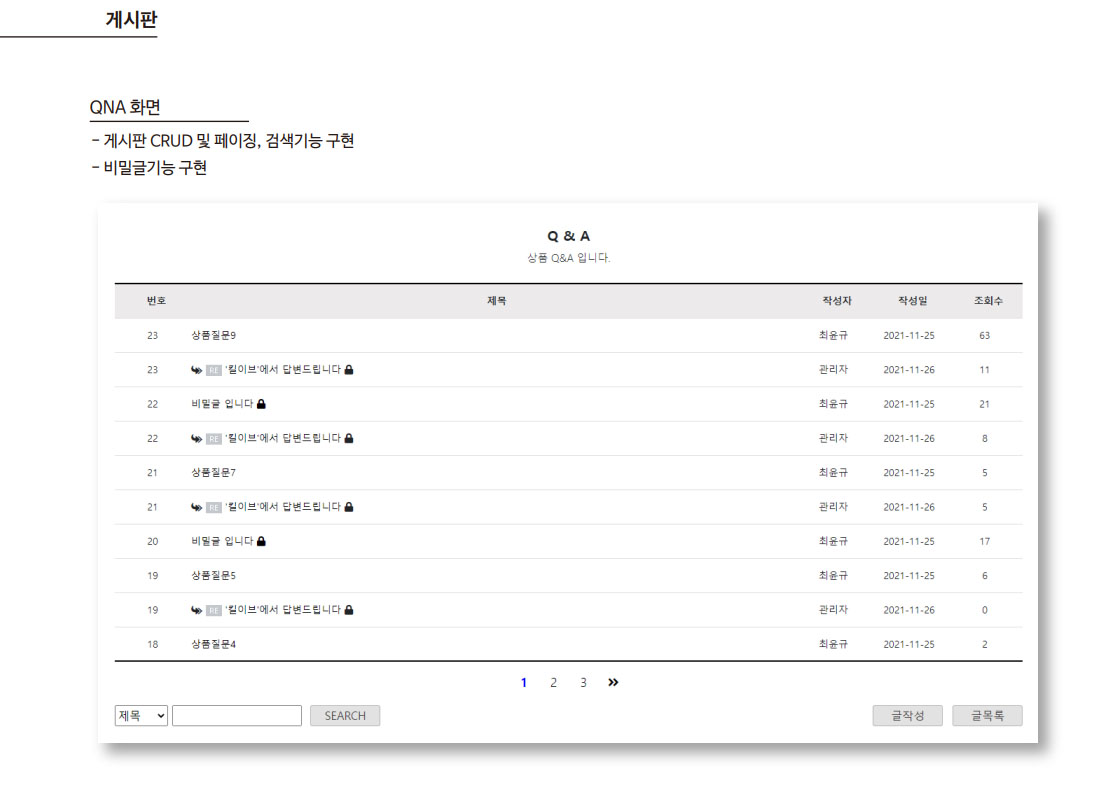 게시판
QNA 화면
- 게시판 CRUD 및 페이징, 검색기능 구현
- 비밀글기능 구현
Q & A
상품 Q&A 입니다.
번호 제목 작성자 작성일 조회수
23 상품질문9 최윤규 2021-11-25 63
23 RE '킬이브'에서 답변드립니다 관리자 2021-11-26 11
22 비밀글 입니다 최윤규 2021-11-25 21
22 RE '킬이브'에서 답변드립니다 관리자 2021-11-26 8
21 상품질문7 최윤규 2021-11-25 5
21 RE '킬이브'에서 답변드립니다 관리자 2021-11-26 5
20 비밀글 입니다 최윤규 2021-11-25 17
19 상품질문5 최윤규 2021-11-25 6
19 RE '킬이브'에서 답변드립니다 관리자 2021-11-26 0
18 상품질문4 최윤규 2021-11-25 2
1 2 3 »
제목 SEARCH 글작성 글목록